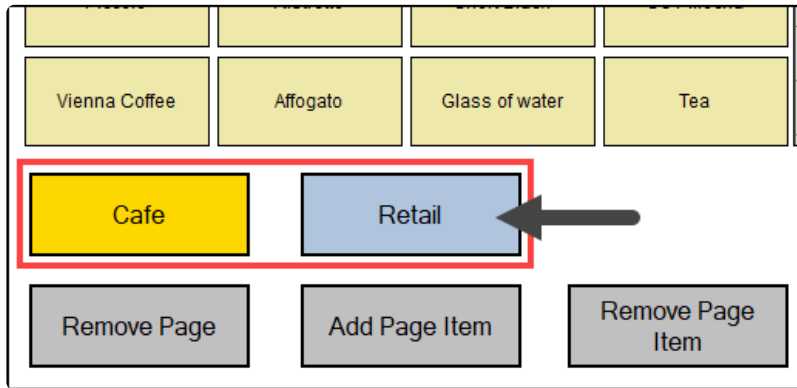 Vienna Coffee
Affogato
Glass of water
Tea
Cafe
Retail
Remove Page
Add Page Item
Remove Page
Item